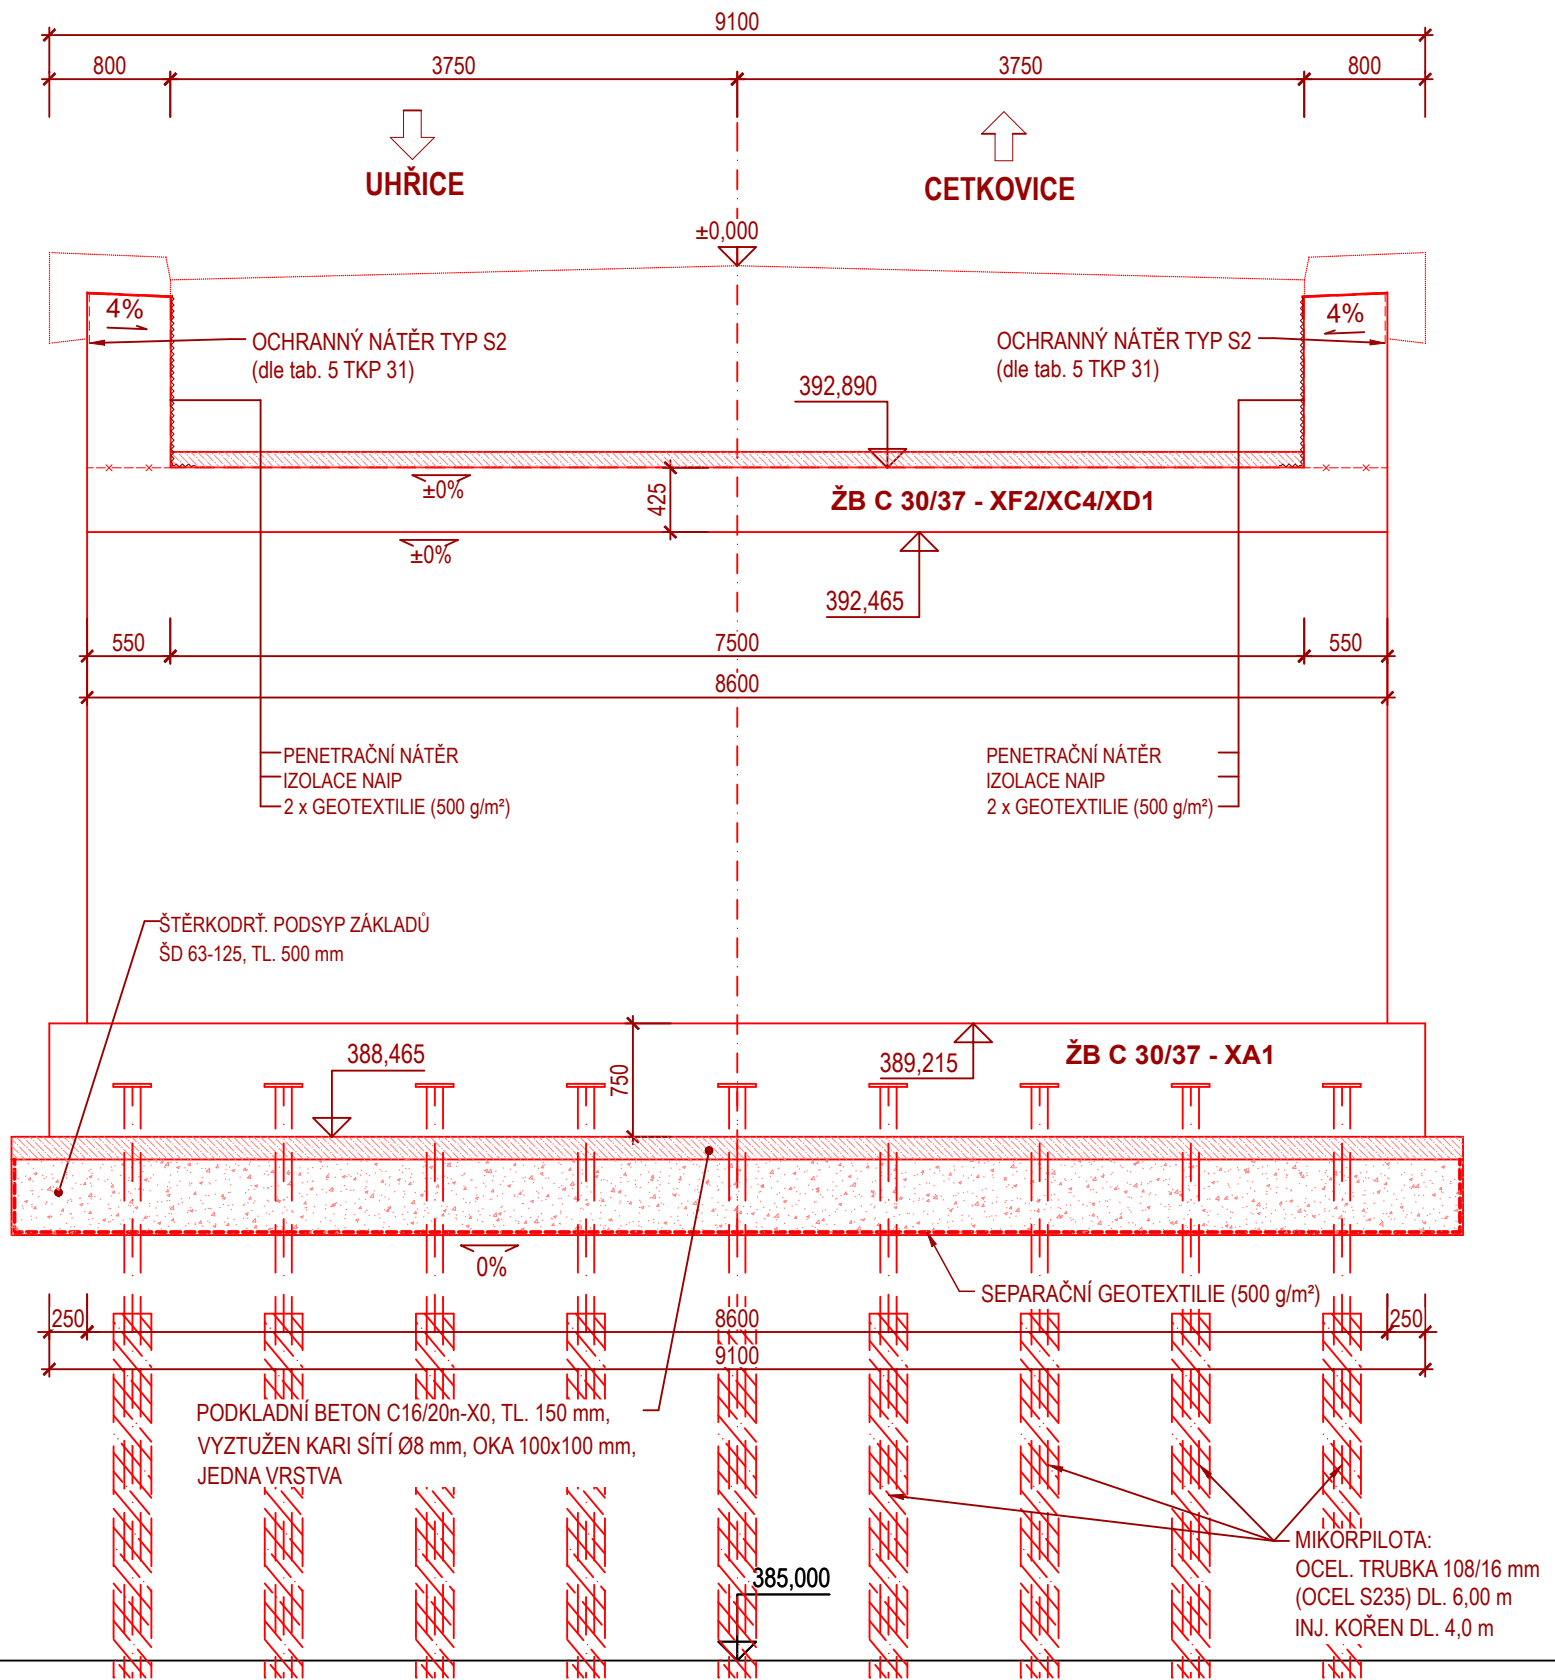 9100
800 3750 3750 800
UHŘICE
CETKOVICE
±0,000
4%
4%
OCHRANNÝ NÁTĚR TYP S2
(dle tab. 5 TKP 31)
OCHRANNÝ NÁTĚR TYP S2
(dle tab. 5 TKP 31)
392,890
±0%
425
ŽB C 30/37 - XF2/XC4/XD1
±0%
392,465
550 7500 550
8600
PENETRAČNÍ NÁTĚR
IZOLACE NAIP
2 x GEOTEXTILIE (500 g/m²)
PENETRAČNÍ NÁTĚR
IZOLACE NAIP
2 x GEOTEXTILIE (500 g/m²)
ŠTĚRKODRŤ. PODSYP ZÁKLADŮ
ŠD 63-125, TL. 500 mm
388,465
750
389,215
ŽB C 30/37 - XA1
0%
SEPARAČNÍ GEOTEXTILIE (500 g/m²)
250 8600 250
9100
PODKLADNÍ BETON C16/20n-X0, TL. 150 mm,
VYZTUŽEN KARI SÍTÍ Ø8 mm, OKA 100x100 mm,
JEDNA VRSTVA
MIKORPILOTA:
OCEL. TRUBKA 108/16 mm
(OCEL S235) DL. 6,00 m
INJ. KOŘEN DL. 4,0 m
385,000